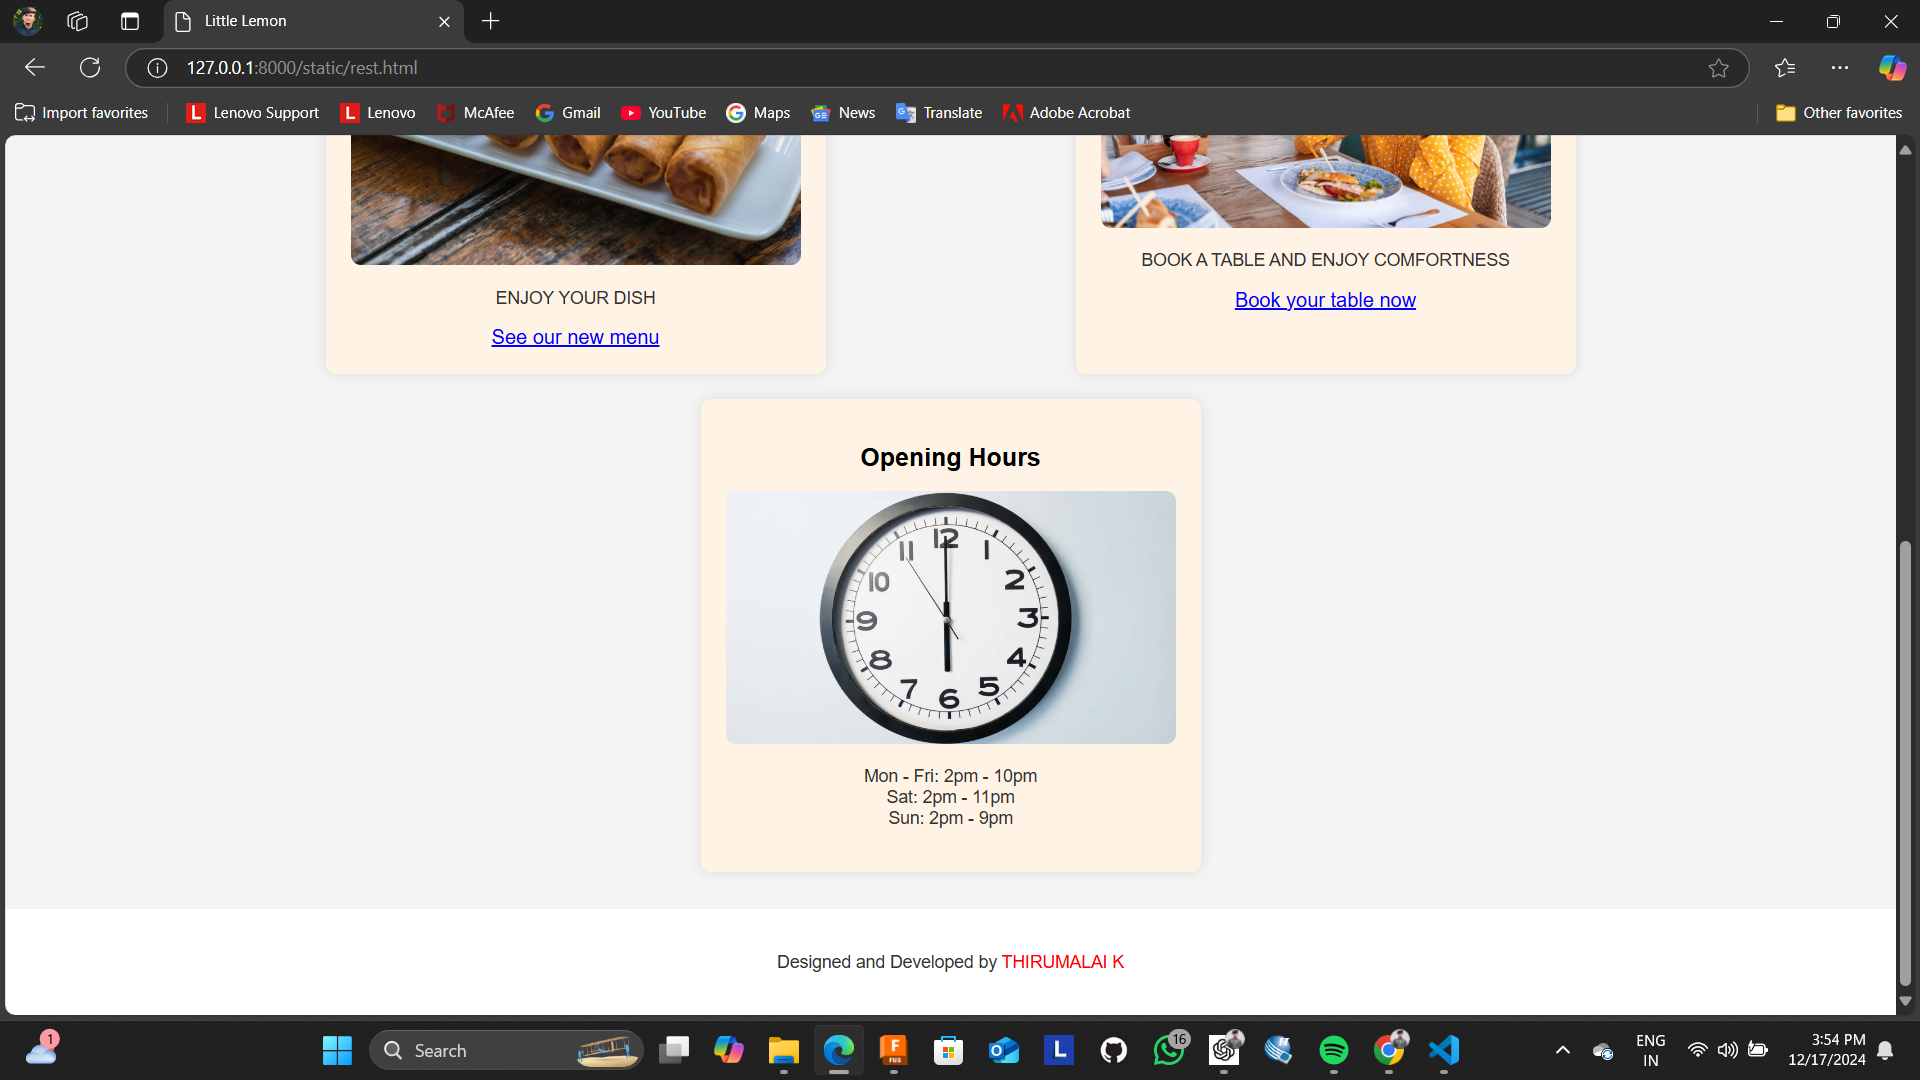 Little Lemon
127.0.0.1:8000/static/rest.html
Import favorites
L Lenovo Support
L Lenovo
McAfee
Gmail
YouTube
Maps
News
Translate
Adobe Acrobat
Other favorites
ENJOY YOUR DISH
See our new menu
BOOK A TABLE AND ENJOY COMFORTNESS
Book your table now
Opening Hours
12
1
2
3
4
5
6
7
8
9
10
11
Mon - Fri: 2pm - 10pm
Sat: 2pm - 11pm
Sun: 2pm - 9pm
Designed and Developed by THIRUMALAI K
1
Search
F
FUS
L
16
ENG
IN
3:54 PM
12/17/2024